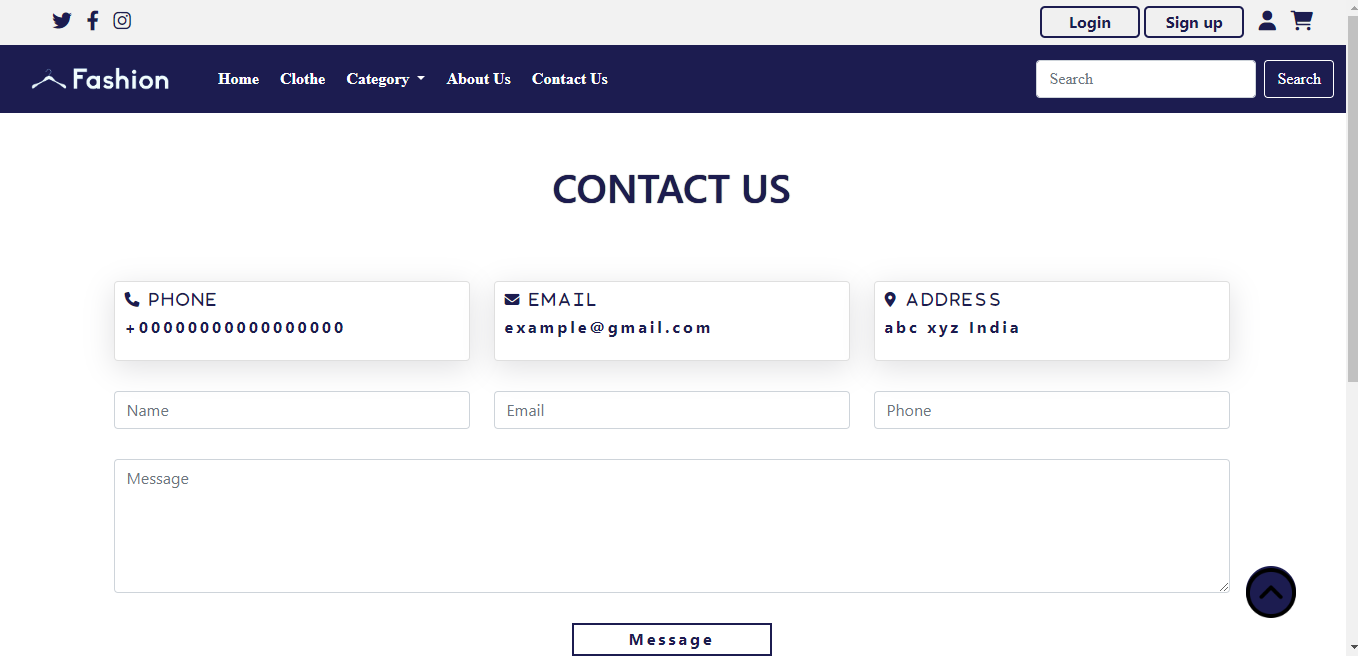 Login Sign up
Fashion Home Clothe Category About Us Contact Us Search Search
CONTACT US
PHONE EMAIL ADDRESS
+00000000000000000 example@gmail.com abc xyz India
Name Email Phone
Message
Message